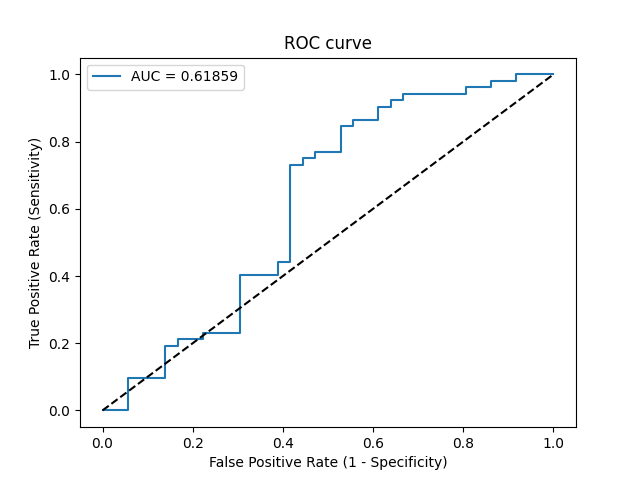 ROC curve
AUC = 0.61859
1.0
0.8
0.6
0.4
0.2
0.0
True Positive Rate (Sensitivity)
0.0 0.2 0.4 0.6 0.8 1.0
False Positive Rate (1 - Specificity)